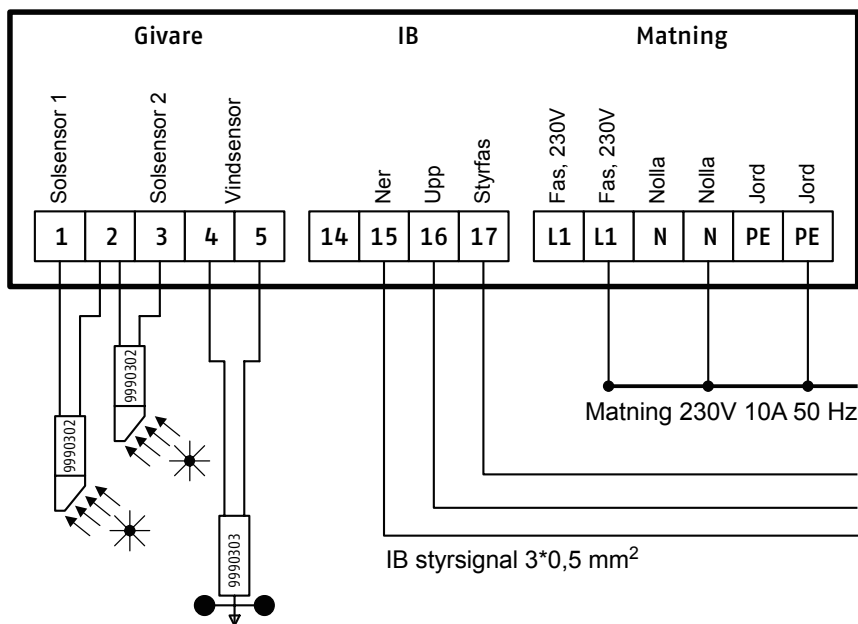 Givare IB Matning
Solsensor 1
Solsensor 2
Vindsensor
Ner
Upp
Styrfas
Fas, 230V
Fas, 230V
Nolla
Nolla
Jord
Jord
1 2 3 4 5 14 15 16 17 L1 L1 N N PE PE
9990302
Matning 230V 10A 50 Hz
9990302
9990303
IB styrsignal 3*0,5 mm²